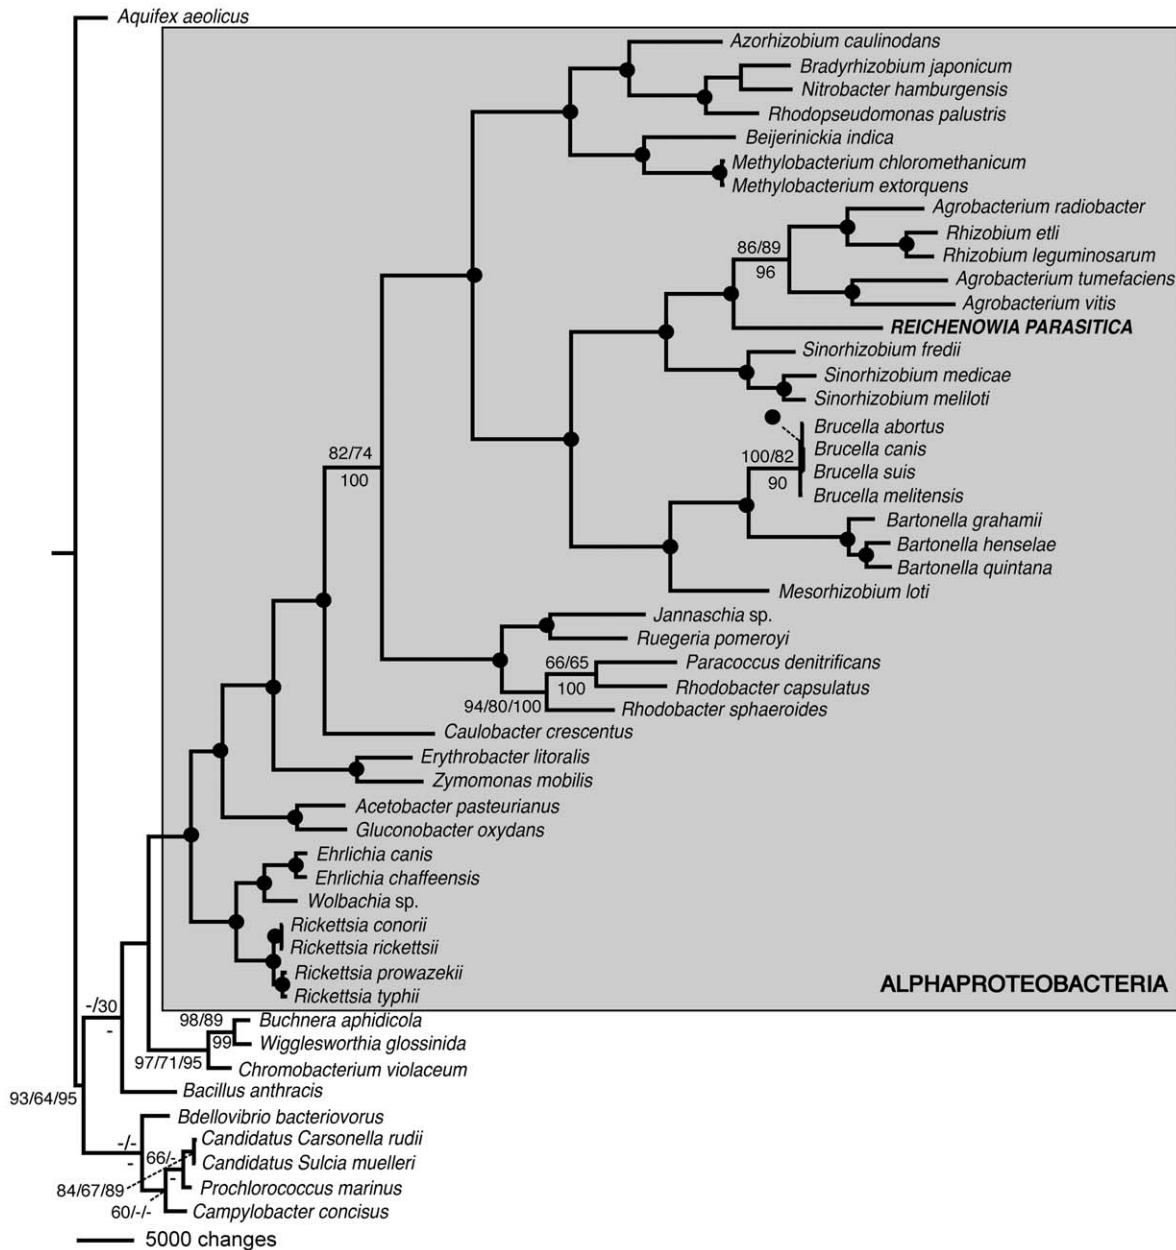 Aquifex aeolicus
Azorhizobium caulinodans
Bradyrhizobium japonicum
Nitrobacter hamburgensis
Rhodopseudomonas palustris
Beijerinickia indica
Methylobacterium chloromethanicum
Methylobacterium extorquens
Agrobacterium radiobacter
Rhizobium etli
86/89
Rhizobium leguminosarum
96
Agrobacterium tumefaciens
Agrobacterium vitis
REICHENOWIA PARASITICA
Sinorhizobium fredii
Sinorhizobium medicae
Sinorhizobium meliloti
Brucella abortus
Brucella canis
82/74
100/82
Brucella suis
100
90
Brucella melitensis
Bartonella grahamii
Bartonella henselae
Bartonella quintana
Mesorhizobium loti
Jannaschia sp.
Ruegeria pomeroyi
66/65
Paracoccus denitrificans
100
Rhodobacter capsulatus
94/80/100
Rhodobacter sphaeroides
Caulobacter crescentus
Erythrobacter litoralis
Zymomonas mobilis
Acetobacter pasteurianus
Gluconobacter oxydans
Ehrlichia canis
Ehrlichia chaffeensis
Wolbachia sp.
Rickettsia conorii
Rickettsia rickettsii
Rickettsia prowazekii
ALPHAPROTEOBACTERIA
Rickettsia typhii
-/30
-
98/89
Buchnera aphidicola
99
Wigglesworthia glossinida
97/71/95
Chromobacterium violaceum
Bacillus anthracis
93/64/95
Bdellovibrio bacteriovorus
-/-
-
Candidatus Carsonella rudii
66/-
-
Candidatus Sulcia muelleri
84/67/89
Prochlorococcus marinus
60/-/-
Campylobacter concisus
5000 changes